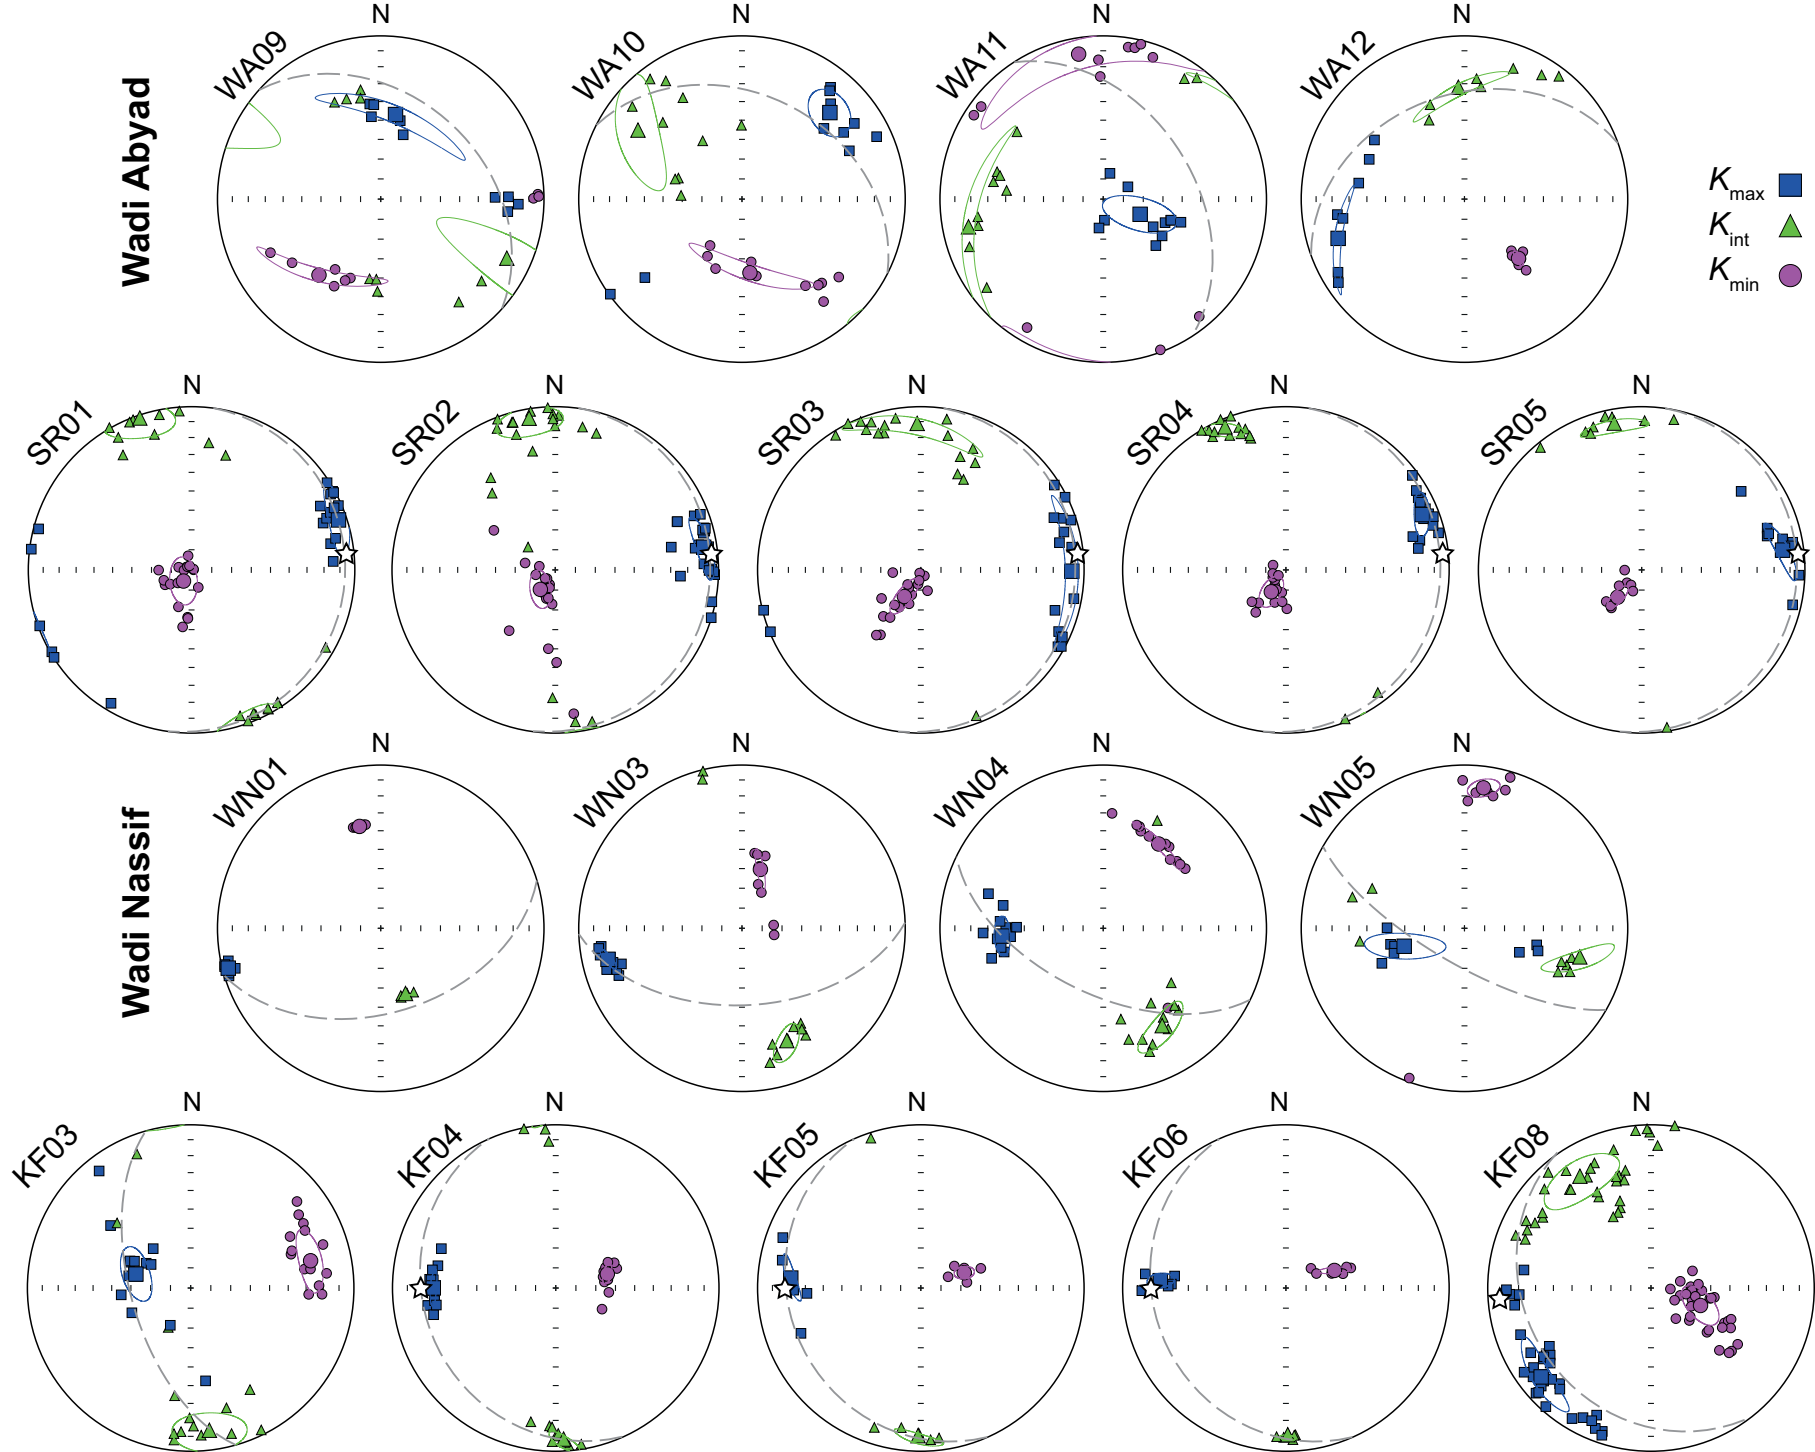 N N N N
WA09 WA10 WA11 WA12
Wadi Abyad
Kmax
Kint
Kmin
N N N N N
SR01 SR02 SR03 SR04 SR05
N N N N
WN01 WN03 WN04 WN05
Wadi Nassif
N N N N N
KF03 KF04 KF05 KF06 KF08